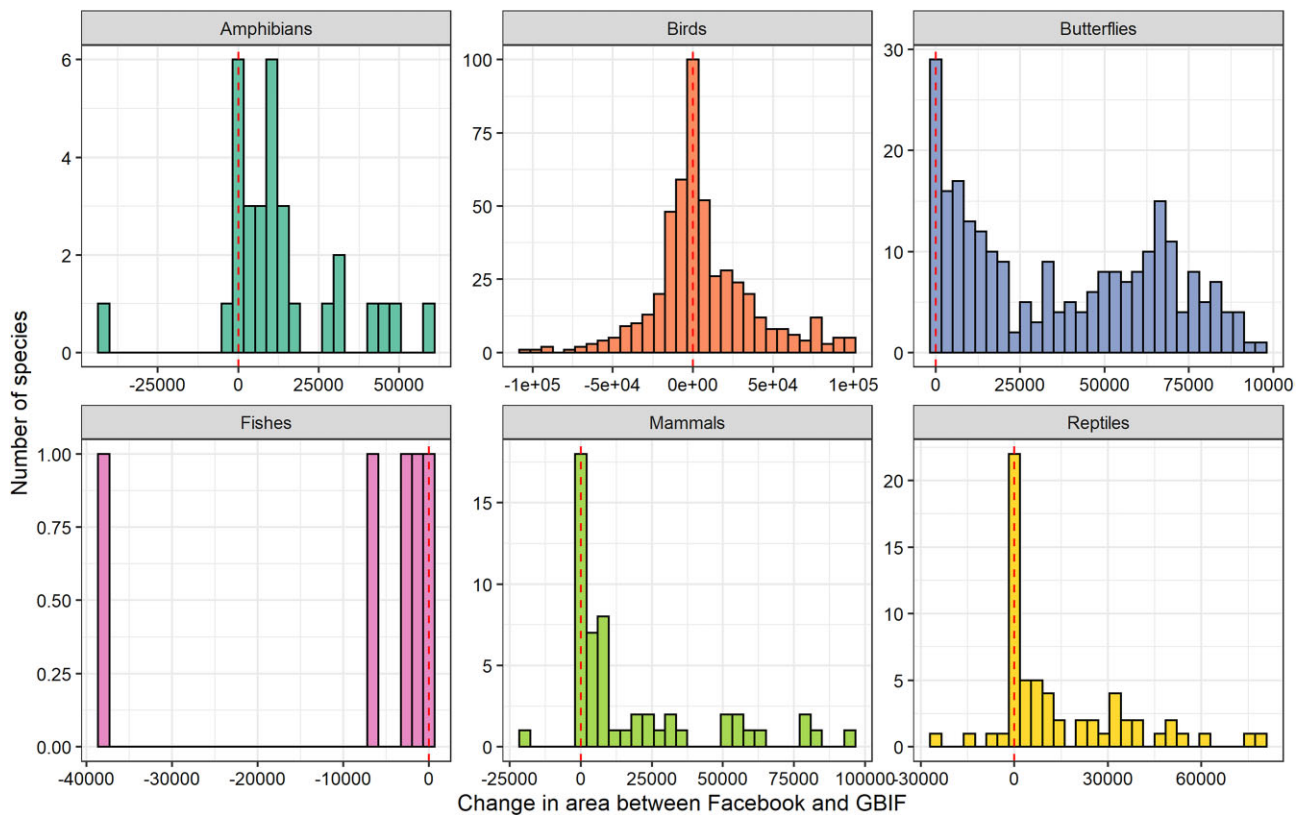 Amphibians Birds Butterflies
6 4 2 0
100 75 50 25 0
30 20 10 0
-25000 0 25000 50000
-1e+05 -5e+04 0e+00 5e+04 1e+05
0 25000 50000 75000 10000
Number of species
Fishes Mammals Reptiles
1.00 0.75 0.50 0.25 0.00
15 10 5 0
20 15 10 5 0
-40000 -30000 -20000 -10000 0
-25000 0 25000 50000 75000 100000
-30000 0 30000 60000
Change in area between Facebook and GBIF